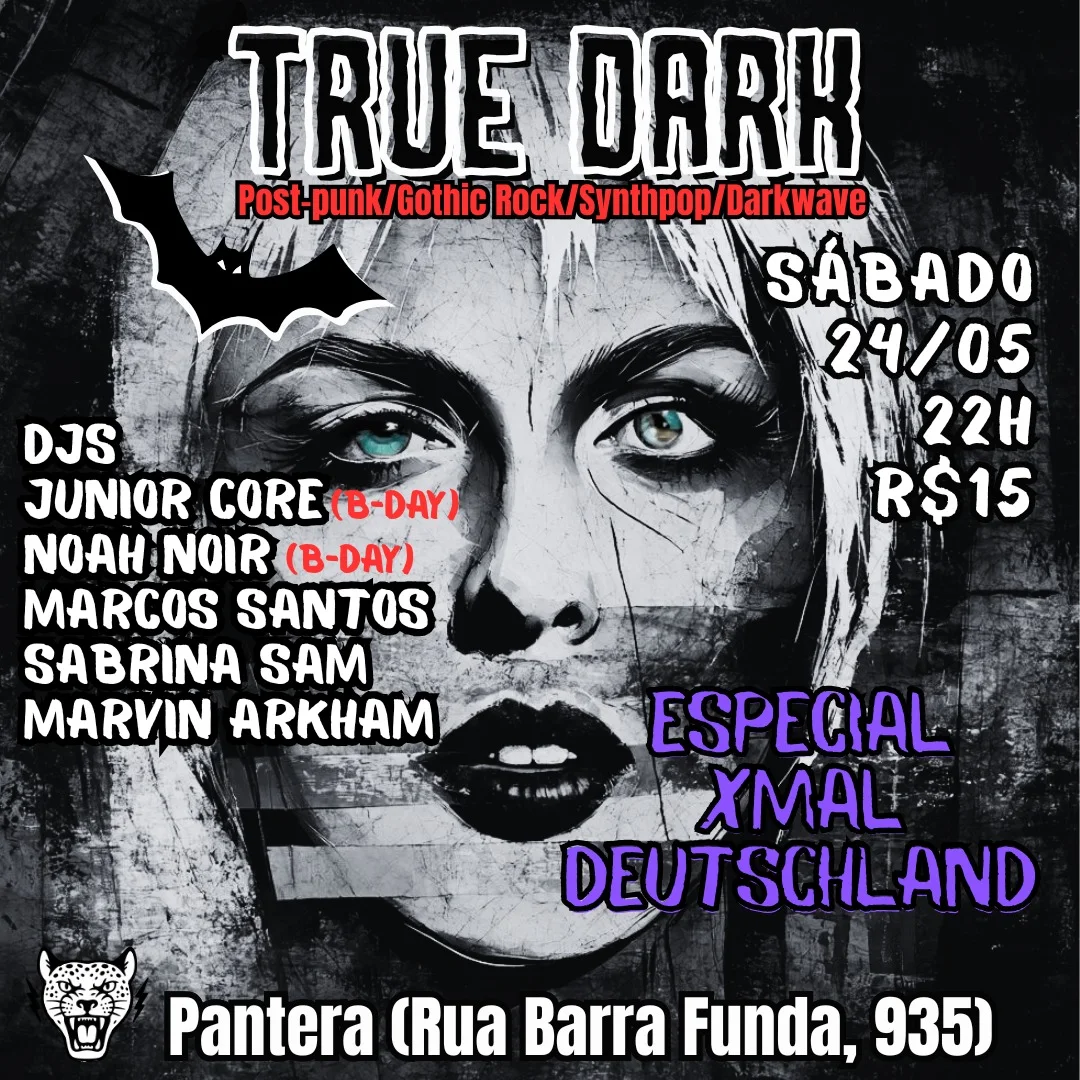 TRUE DARK
Post-punk/Gothic Rock/Synthpop/Darkwave
SÁBADO
24/05
22H
R$15
DJS
JUNIOR CORE (B-DAY)
NOAH NOIR (B-DAY)
MARCOS SANTOS
SABRINA SAM
MARVIN ARKHAM
ESPECIAL
XMAL
DEUTSCHLAND
Pantera (Rua Barra Funda, 935)